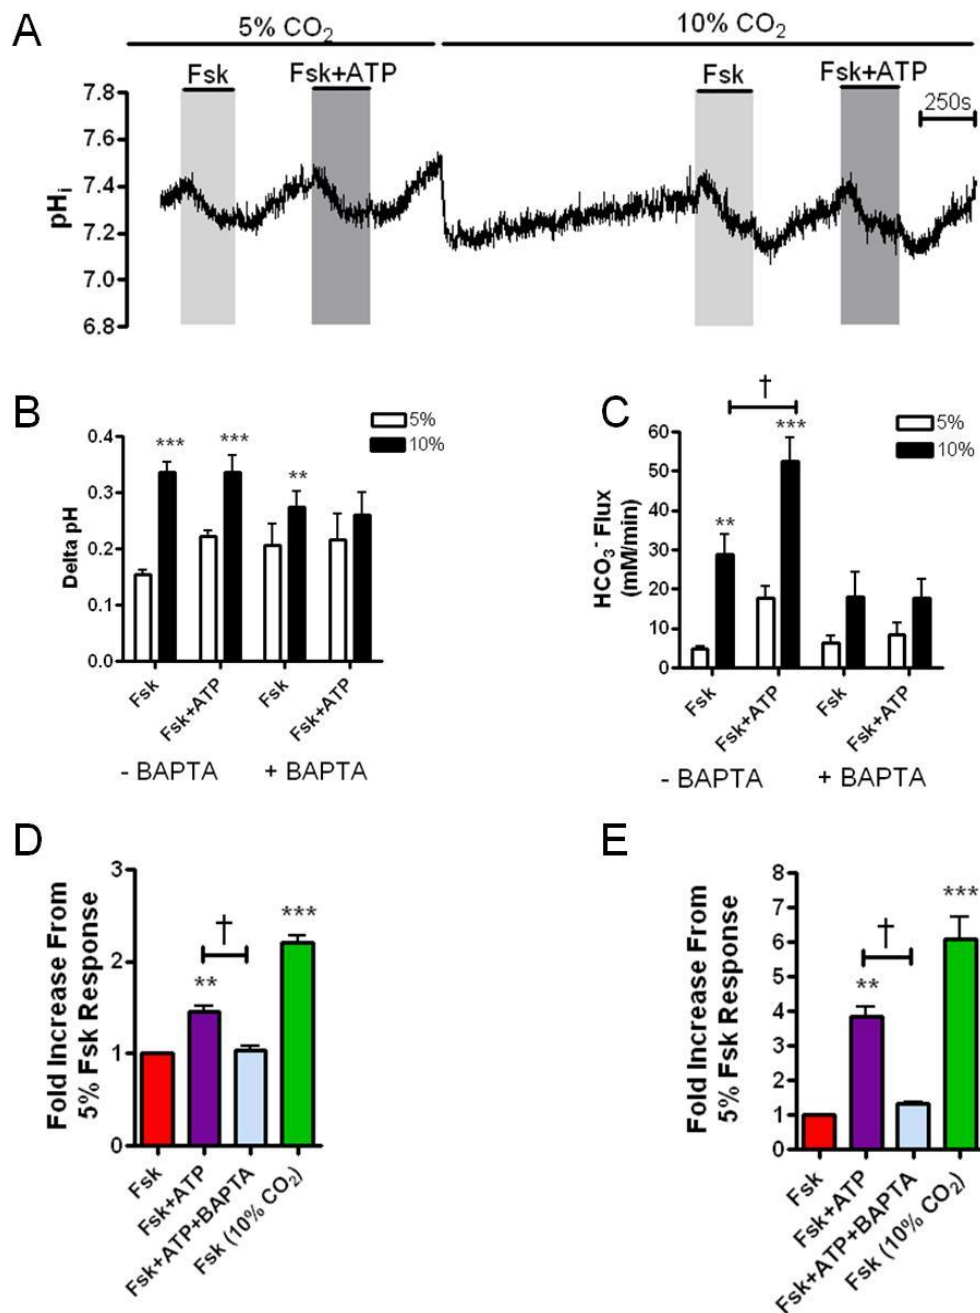 A
5% CO₂
10% CO₂
Fsk
Fsk+ATP
Fsk
Fsk+ATP
250s
7.8
7.6
7.4
7.2
7.0
6.8
pHᵢ
B
5%
10%
0.4
0.3
0.2
0.1
0.0
Delta pH
***
***
**
Fsk
Fsk+ATP
Fsk
Fsk+ATP
- BAPTA
+ BAPTA
C
†
5%
10%
60
50
40
30
20
10
0
HCO₃⁻ Flux
(mM/min)
**
***
Fsk
Fsk+ATP
Fsk
Fsk+ATP
- BAPTA
+ BAPTA
D
3
2
1
0
Fold Increase From
5% Fsk Response
**
†
***
Fsk
Fsk+ATP
Fsk+ATP+BAPTA
Fsk (10% CO₂)
E
8
7
6
5
4
3
2
1
0
Fold Increase From
5% Fsk Response
**
†
***
Fsk
Fsk+ATP
Fsk+ATP+BAPTA
Fsk (10% CO₂)